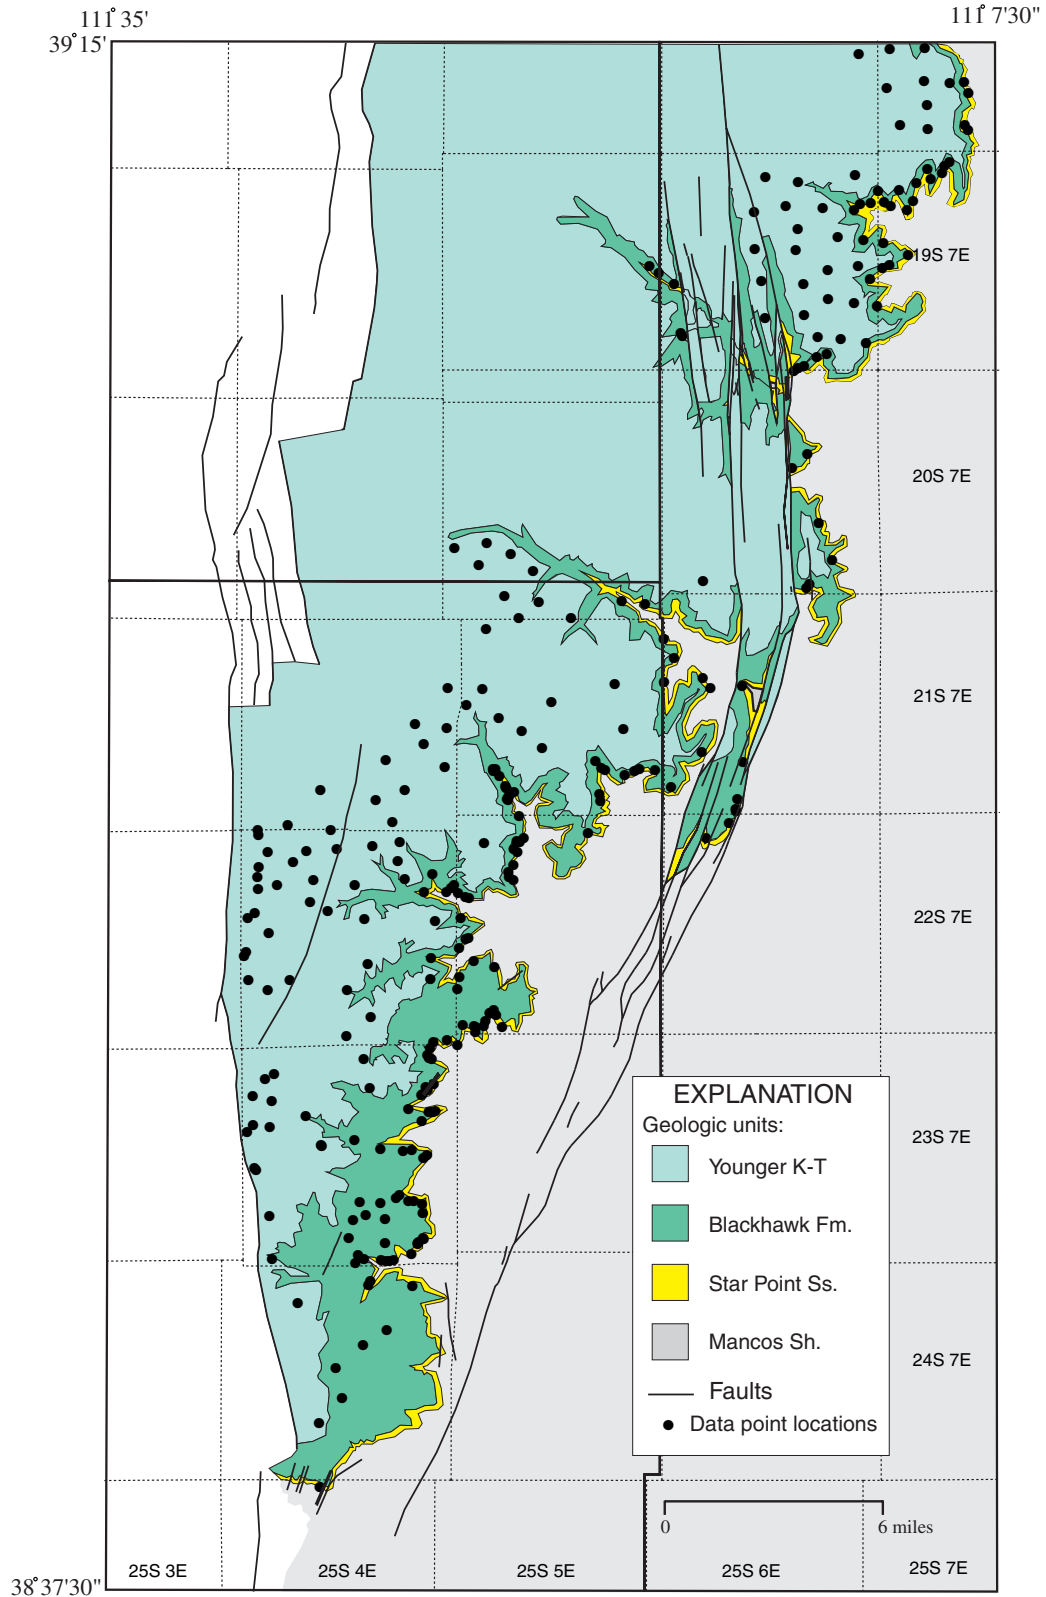 111°35'
111°7'30"
39°15'
19S 7E
20S 7E
21S 7E
22S 7E
EXPLANATION
Geologic units:
Younger K-T
23S 7E
Blackhawk Fm.
Star Point Ss.
Mancos Sh.
24S 7E
Faults
Data point locations
0
6 miles
25S 3E
25S 4E
25S 5E
25S 6E
25S 7E
38°37'30"